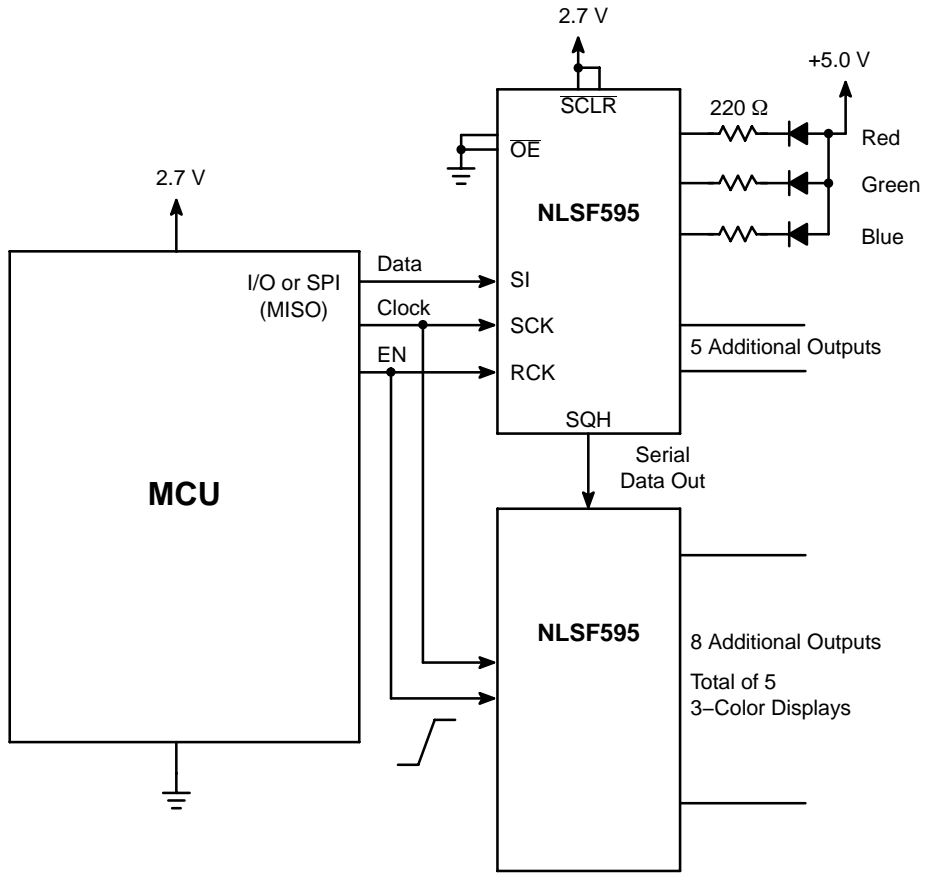 2.7 V
+5.0 V
SCLR
220 Ω
OE
Red
Green
Blue
NLSF595
2.7 V
I/O or SPI
(MISO)
Data
Clock
EN
SI
SCK
RCK
5 Additional Outputs
SQH
Serial
Data Out
MCU
NLSF595
8 Additional Outputs
Total of 5
3−Color Displays